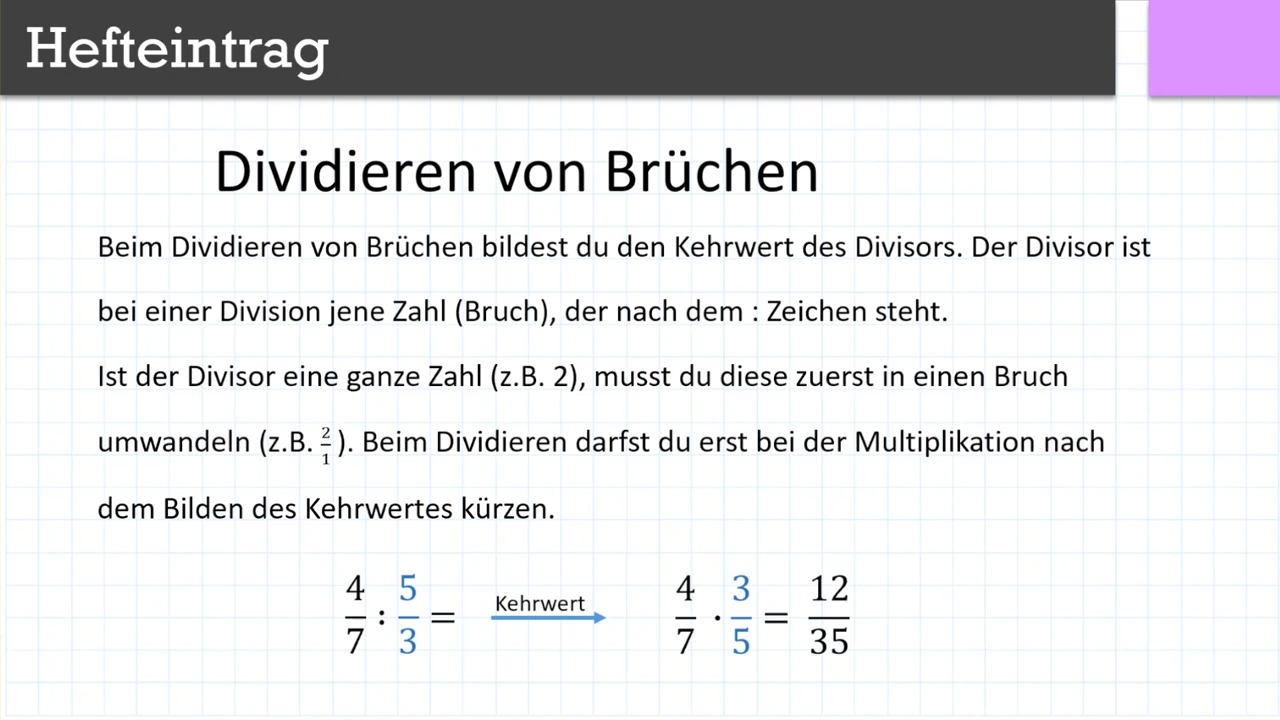 Hefteintrag
Dividieren von Brüchen
Beim Dividieren von Brüchen bildest du den Kehrwert des Divisors. Der Divisor ist
bei einer Division jene Zahl (Bruch), der nach dem : Zeichen steht.
Ist der Divisor eine ganze Zahl (z.B. 2), musst du diese zuerst in einen Bruch
umwandeln (z.B. 2/1 ). Beim Dividieren darfst du erst bei der Multiplikation nach
dem Bilden des Kehrwertes kürzen.
4/7 : 5/3 = Kehrwert 4/7 · 3/5 = 12/35